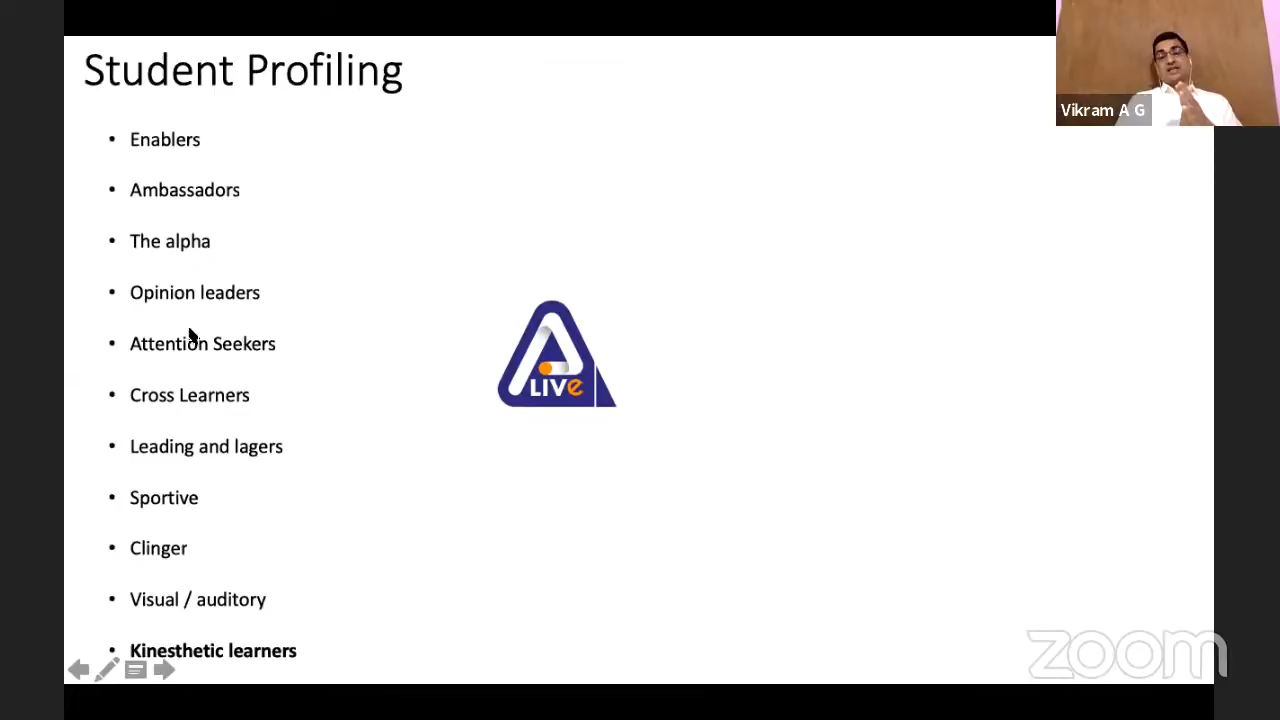 Student Profiling
Vikram A G
• Enablers
• Ambassadors
• The alpha
• Opinion leaders
• Attention Seekers
• Cross Learners
• Leading and lagers
• Sportive
• Clinger
• Visual / auditory
• Kinesthetic learners
LIVe
zoom